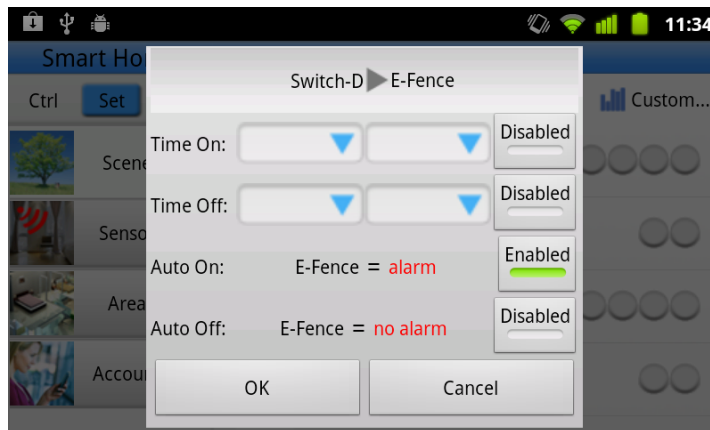 11:34
Smart Ho
Switch-D E-Fence
Ctrl Set Custom...
Time On: Disabled
Scene
Time Off: Disabled
Senso
Auto On: E-Fence = alarm Enabled
Area
Auto Off: E-Fence = no alarm Disabled
Accou
OK Cancel